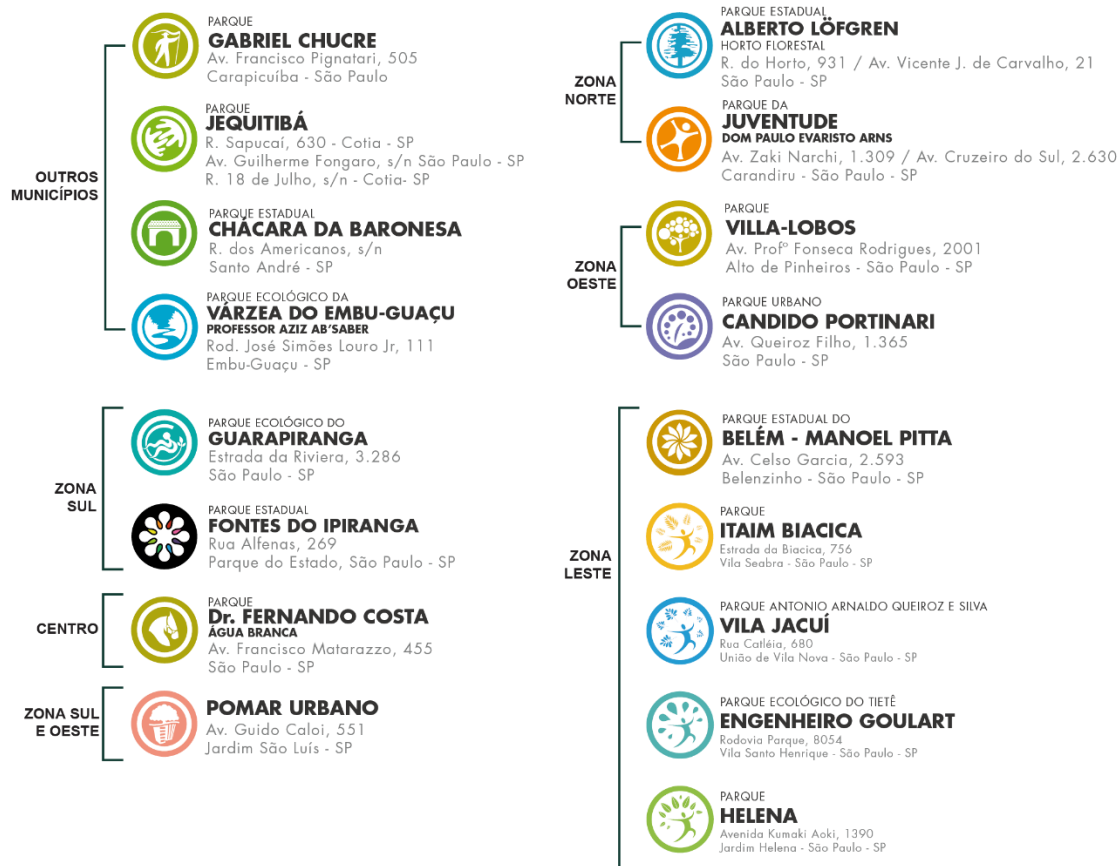 OUTROS
MUNICÍPIOS
PARQUE
GABRIEL CHUCRE
Av. Francisco Pignatari, 505
Carapicuíba - São Paulo
PARQUE
JEQUITIBÁ
R. Sapucaí, 630 - Cotia - SP
Av. Guilherme Fongaro, s/n São Paulo - SP
R. 18 de Julho, s/n - Cotia- SP
PARQUE ESTADUAL
CHÁCARA DA BARONESA
R. dos Americanos, s/n
Santo André - SP
PARQUE ECOLÓGICO DA
VÁRZEA DO EMBU-GUAÇU
PROFESSOR AZIZ AB'SABER
Rod. José Simões Louro Jr, 111
Embu-Guaçu - SP
ZONA
SUL
PARQUE ECOLÓGICO DO
GUARAPIRANGA
Estrada da Riviera, 3.286
São Paulo - SP
PARQUE ESTADUAL
FONTES DO IPIRANGA
Rua Alfenas, 269
Parque do Estado, São Paulo - SP
CENTRO
PARQUE
Dr. FERNANDO COSTA
ÁGUA BRANCA
Av. Francisco Matarazzo, 455
São Paulo - SP
ZONA SUL
E OESTE
POMAR URBANO
Av. Guido Caloi, 551
Jardim São Luís - SP
ZONA
NORTE
PARQUE ESTADUAL
ALBERTO LÖFGREN
HORTO FLORESTAL
R. do Horto, 931 / Av. Vicente J. de Carvalho, 21
São Paulo - SP
PARQUE DA
JUVENTUDE
DOM PAULO EVARISTO ARNS
Av. Zaki Narchi, 1.309 / Av. Cruzeiro do Sul, 2.630
Carandiru - São Paulo - SP
ZONA
OESTE
PARQUE
VILLA-LOBOS
Av. Profº Fonseca Rodrigues, 2001
Alto de Pinheiros - São Paulo - SP
PARQUE URBANO
CANDIDO PORTINARI
Av. Queiroz Filho, 1.365
São Paulo - SP
ZONA
LESTE
PARQUE ESTADUAL DO
BELÉM - MANOEL PITTA
Av. Celso Garcia, 2.593
Belenzinho - São Paulo - SP
PARQUE
ITAIM BIACICA
Estrada da Biacica, 756
Vila Seabra - São Paulo - SP
PARQUE ANTONIO ARNALDO QUEIROZ E SILVA
VILA JACUÍ
Rua Catléia, 680
União de Vila Nova - São Paulo - SP
PARQUE ECOLÓGICO DO TIETÊ
ENGENHEIRO GOULART
Rodovia Parque, 8054
Vila Santo Henrique - São Paulo - SP
PARQUE
HELENA
Avenida Kumaki Aoki, 1390
Jardim Helena - São Paulo - SP